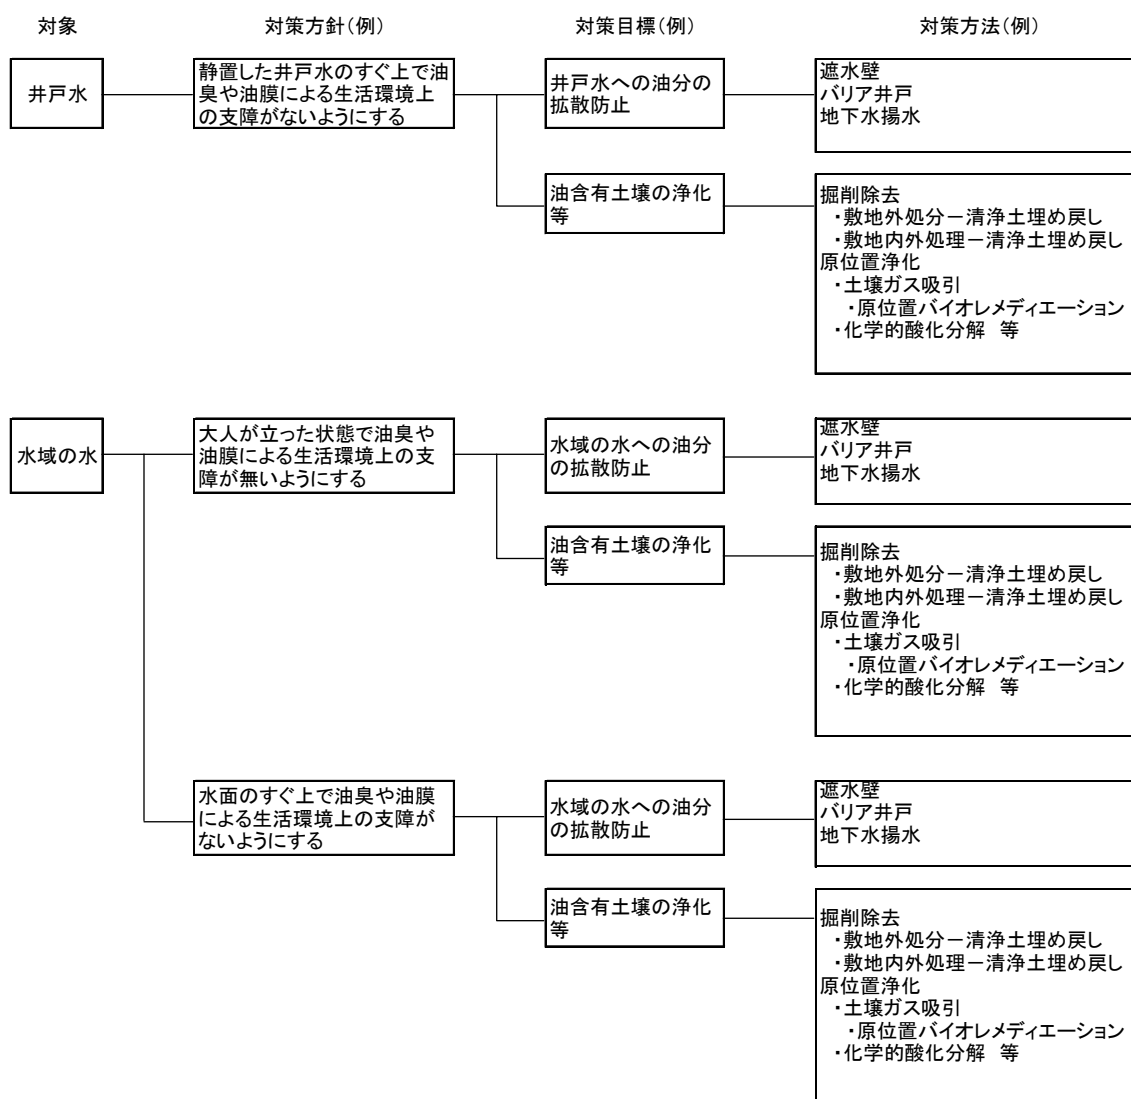 対象
対策方針（例）
対策目標（例）
対策方法（例）
井戸水
静置した井戸水のすぐ上で油
臭や油膜による生活環境上
の支障がないようにする
井戸水への油分の
拡散防止
遮水壁
バリア井戸
地下水揚水
油含有土壌の浄化
等
掘削除去
・敷地外処分－清浄土埋め戻し
・敷地内外処理－清浄土埋め戻し
原位置浄化
・土壌ガス吸引
・原位置バイオレメディエーション
・化学的酸化分解　等
水域の水
大人が立った状態で油臭や
油膜による生活環境上の支
障が無いようにする
水域の水への油分
の拡散防止
遮水壁
バリア井戸
地下水揚水
油含有土壌の浄化
等
掘削除去
・敷地外処分－清浄土埋め戻し
・敷地内外処理－清浄土埋め戻し
原位置浄化
・土壌ガス吸引
・原位置バイオレメディエーション
・化学的酸化分解　等
水面のすぐ上で油臭や油膜
による生活環境上の支障が
ないようにする
水域の水への油分
の拡散防止
遮水壁
バリア井戸
地下水揚水
油含有土壌の浄化
等
掘削除去
・敷地外処分－清浄土埋め戻し
・敷地内外処理－清浄土埋め戻し
原位置浄化
・土壌ガス吸引
・原位置バイオレメディエーション
・化学的酸化分解　等